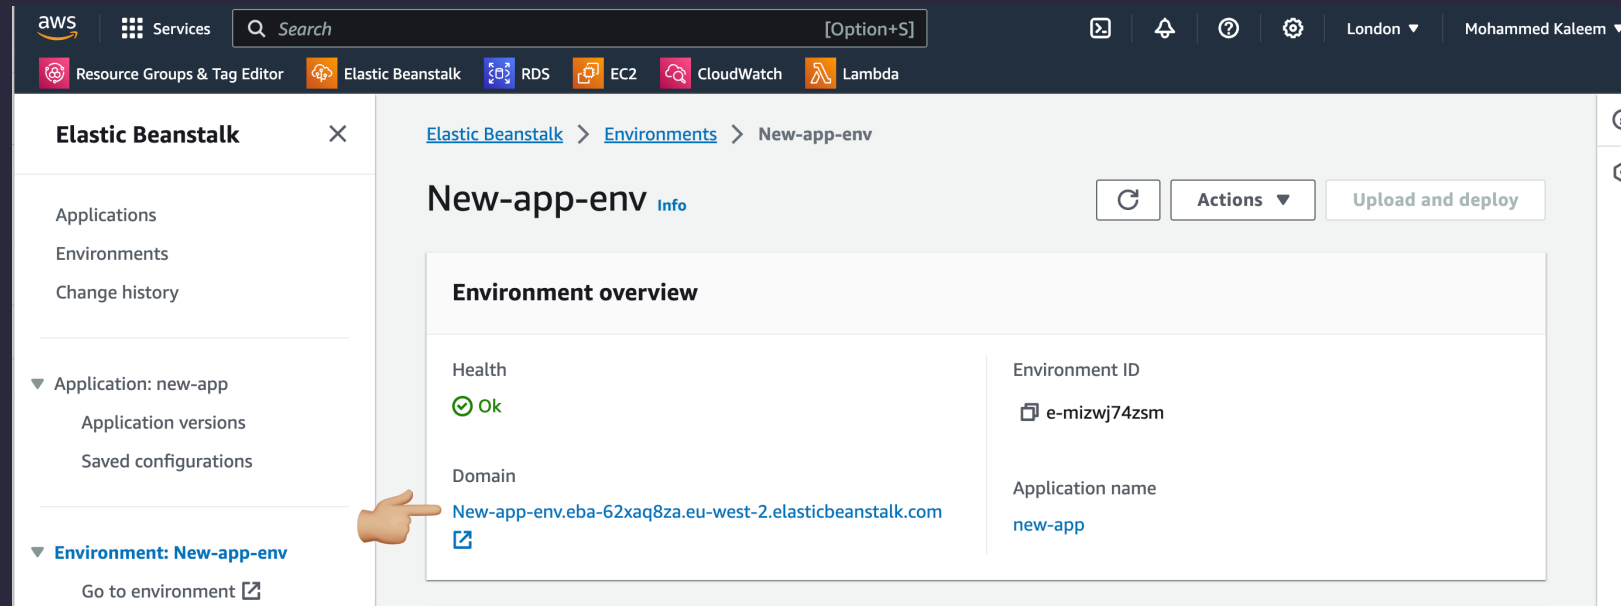 aws
Services
Search
[Option+S]
London
Mohammed Kaleem
Resource Groups & Tag Editor
Elastic Beanstalk
RDS
EC2
CloudWatch
Lambda
Elastic Beanstalk
Applications
Environments
Change history
Application: new-app
Application versions
Saved configurations
Environment: New-app-env
Go to environment
Elastic Beanstalk
Environments
New-app-env
New-app-env Info
Actions
Upload and deploy
Environment overview
Health
Ok
Domain
New-app-env.eba-62xaq8za.eu-west-2.elasticbeanstalk.com
Environment ID
e-mizwj74zsm
Application name
new-app